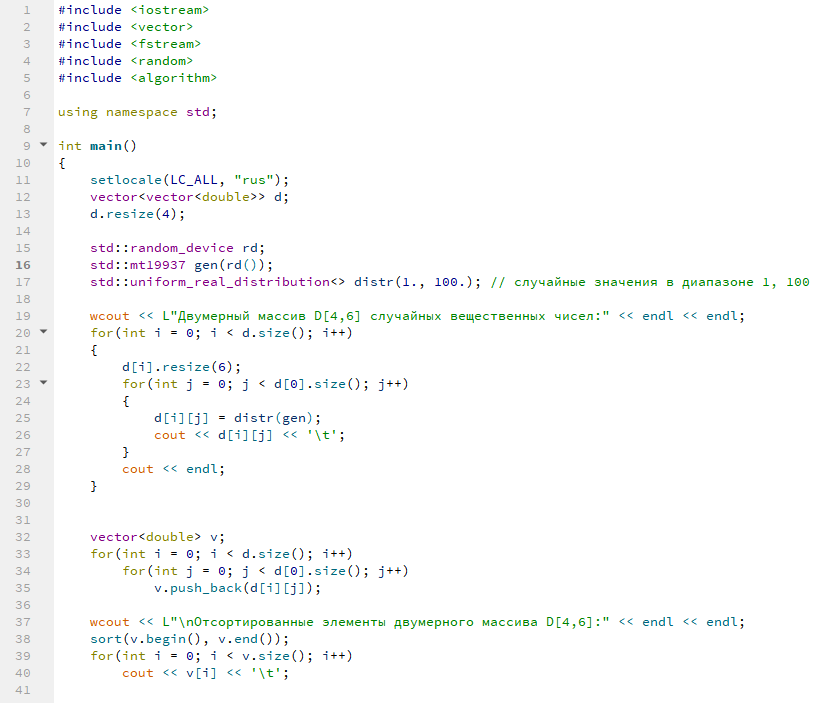 1 #include <iostream>
2 #include <vector>
3 #include <fstream>
4 #include <random>
5 #include <algorithm>
6
7 using namespace std;
8
9 int main()
10 {
11     setlocale(LC_ALL, "rus");
12     vector<vector<double>> d;
13     d.resize(4);
14
15     std::random_device rd;
16     std::mt19937 gen(rd());
17     std::uniform_real_distribution<> distr(1., 100.); // случайные значения в диапазоне 1, 100
18
19     wcout << L"Двумерный массив D[4,6] случайных вещественных чисел:" << endl << endl;
20     for(int i = 0; i < d.size(); i++)
21     {
22         d[i].resize(6);
23         for(int j = 0; j < d[0].size(); j++)
24         {
25             d[i][j] = distr(gen);
26             cout << d[i][j] << '\t';
27         }
28         cout << endl;
29     }
30
31
32     vector<double> v;
33     for(int i = 0; i < d.size(); i++)
34         for(int j = 0; j < d[0].size(); j++)
35             v.push_back(d[i][j]);
36
37     wcout << L"\nОтсортированные элементы двумерного массива D[4,6]:" << endl << endl;
38     sort(v.begin(), v.end());
39     for(int i = 0; i < v.size(); i++)
40         cout << v[i] << '\t';
41